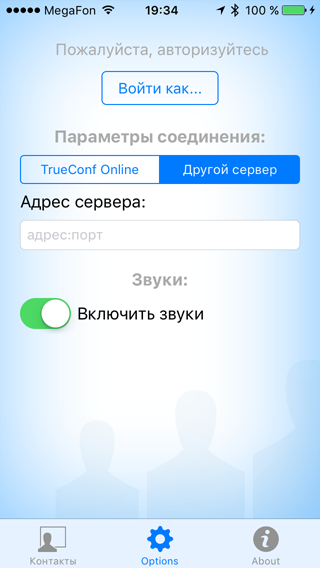 MegaFon 19:34 100 %
Пожалуйста, авторизуйтесь
Войти как...
Параметры соединения:
TrueConf Online Другой сервер
Адрес сервера:
адрес:порт
Звуки:
Включить звуки
Контакты Options About